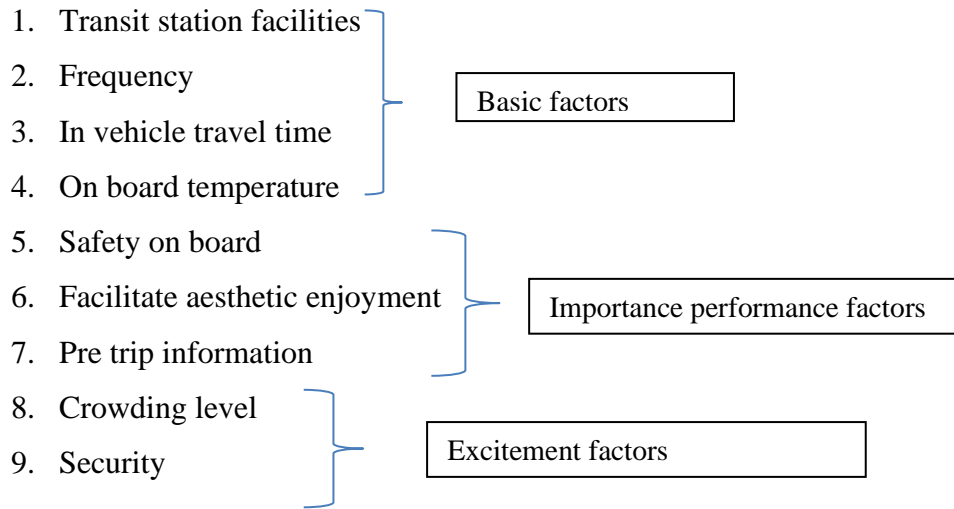 1. Transit station facilities
2. Frequency
Basic factors
3. In vehicle travel time
4. On board temperature
5. Safety on board
6. Facilitate aesthetic enjoyment
Importance performance factors
7. Pre trip information
8. Crowding level
9. Security
Excitement factors